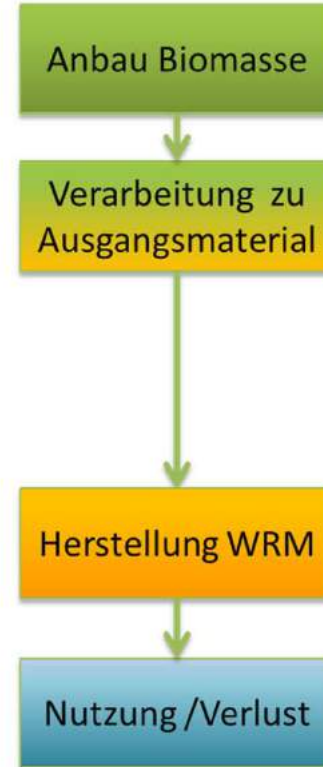 Anbau Biomasse
Verarbeitung zu
Ausgangsmaterial
Herstellung WRM
Nutzung /Verlust